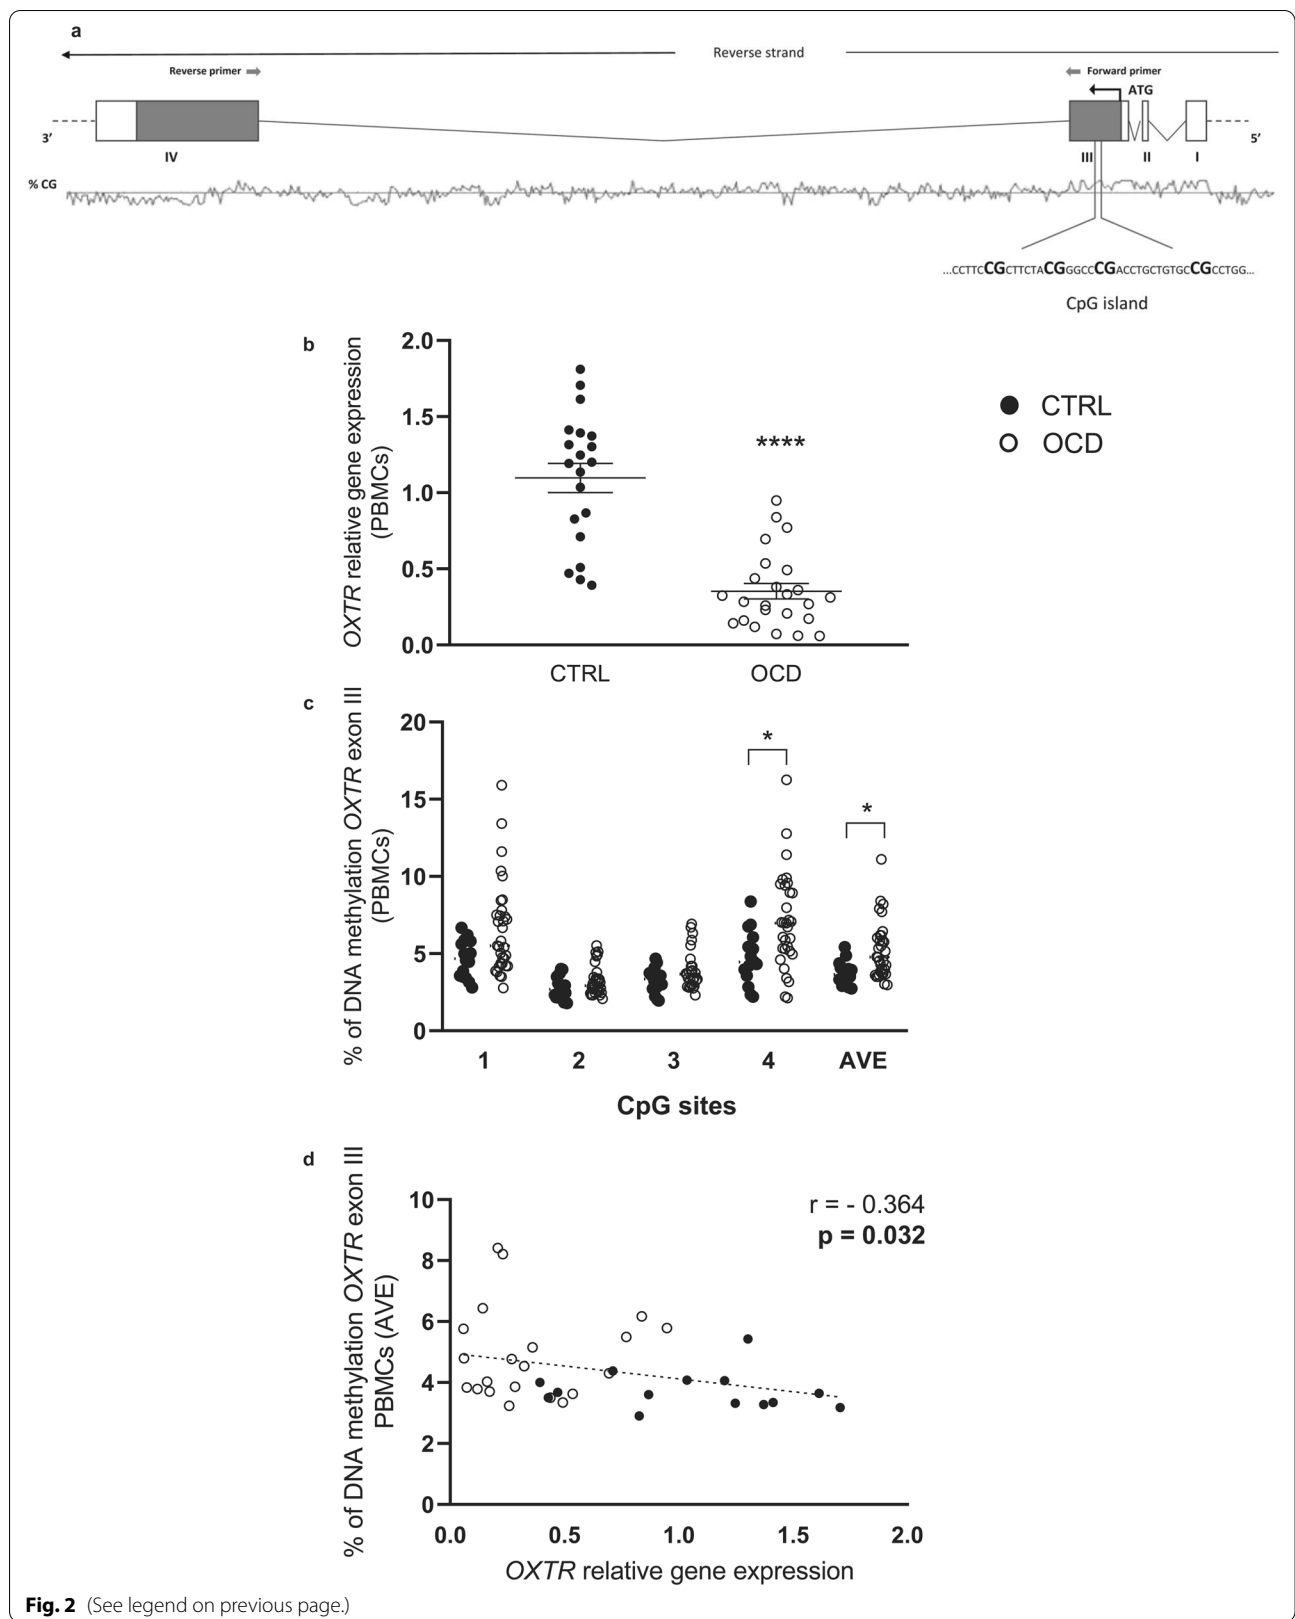 a
Reverse strand
Reverse primer
Forward primer
ATG
3’
5’
IV
III
II
I
% CG
...CCTTCCGCTTCTACGGGCCCGACCTGCTGTGCCGCCTGG...
CpG island
b
OXTR relative gene expression
(PBMCs)
2.0
1.5
1.0
0.5
0.0
****
CTRL
OCD
CTRL
OCD
c
% of DNA methylation OXTR exon III
(PBMCs)
20
15
10
5
0
*
*
1
2
3
4
AVE
CpG sites
d
% of DNA methylation OXTR exon III
PBMCs (AVE)
10
8
6
4
2
0
r = - 0.364
p = 0.032
0.0
0.5
1.0
1.5
2.0
OXTR relative gene expression
Fig. 2 (See legend on previous page.)